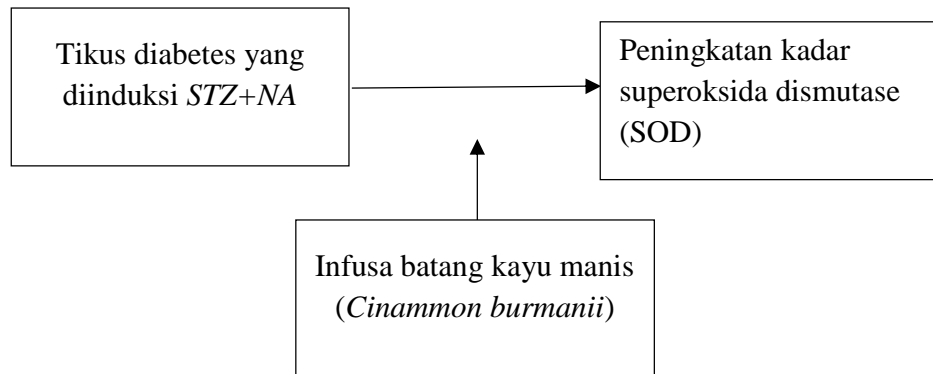 Tikus diabetes yang
diinduksi STZ+NA
Peningkatan kadar
superoksida dismutase
(SOD)
Infusa batang kayu manis
(Cinammon burmanii)